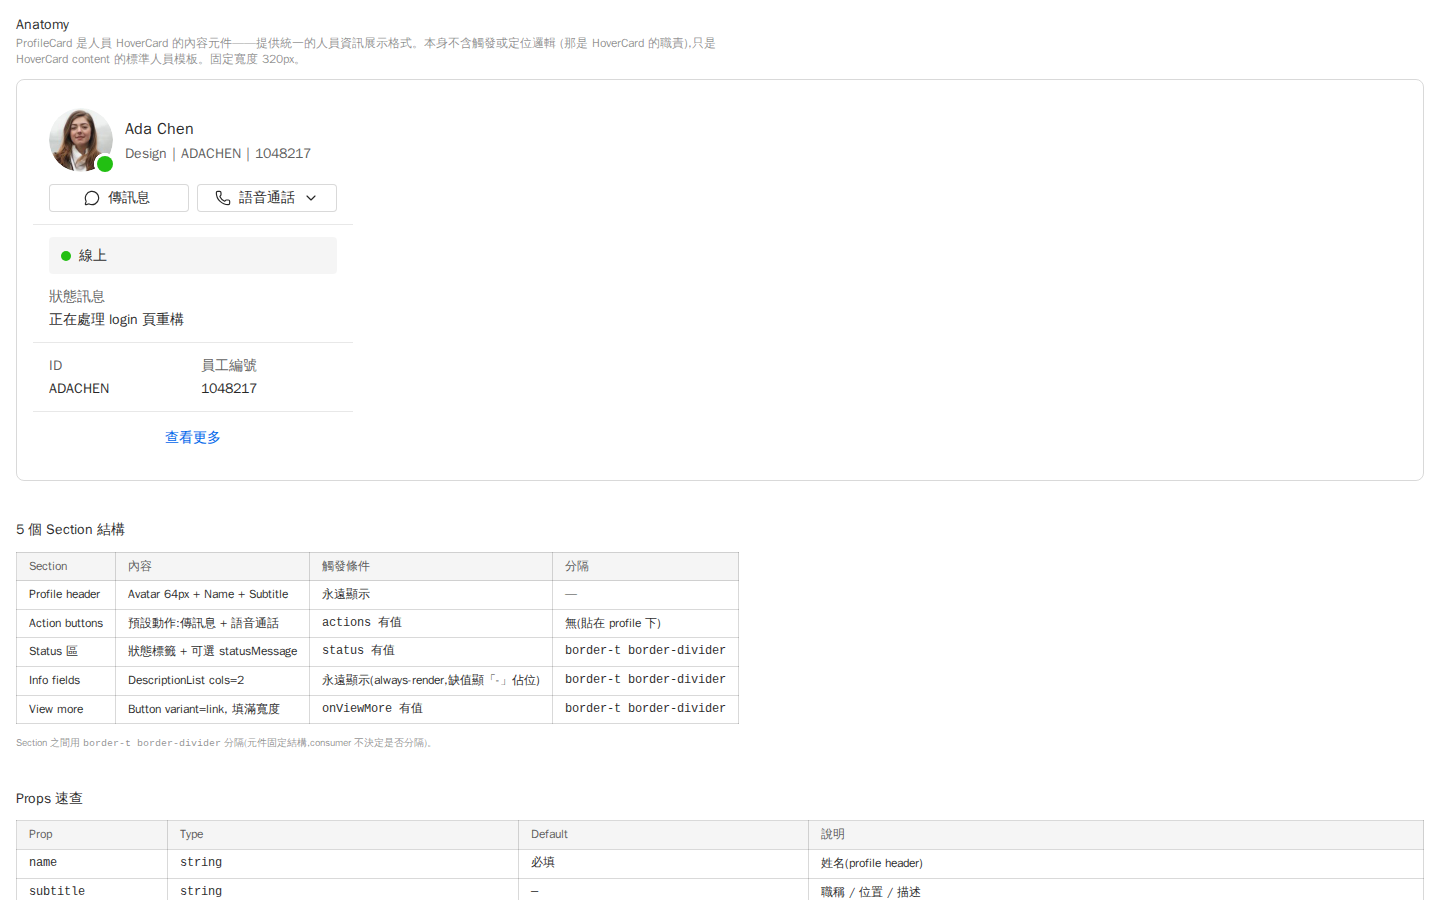 Anatomy
ProfileCard 是人員 HoverCard 的內容元件——提供統一的人員資訊展示格式。本身不含觸發或定位邏輯 (那是 HoverCard 的職責),只是
HoverCard content 的標準人員模板。固定寬度 320px。
Ada Chen
Design | ADACHEN | 1048217
傳訊息
語音通話
線上
狀態訊息
正在處理 login 頁重構
ID 員工編號
ADACHEN 1048217
查看更多
5 個 Section 結構
Section 內容 觸發條件 分隔
Profile header Avatar 64px + Name + Subtitle 永遠顯示 —
Action buttons 預設動作:傳訊息 + 語音通話 actions 有值 無(貼在 profile 下)
Status 區 狀態標籤 + 可選 statusMessage status 有值 border-t border-divider
Info fields DescriptionList cols=2 永遠顯示(always-render,缺值顯「-」佔位) border-t border-divider
View more Button variant=link, 填滿寬度 onViewMore 有值 border-t border-divider
Section 之間用 border-t border-divider 分隔(元件固定結構,consumer 不決定是否分隔)。
Props 速查
Prop Type Default 說明
name string 必填 姓名(profile header)
subtitle string — 職稱 / 位置 / 描述